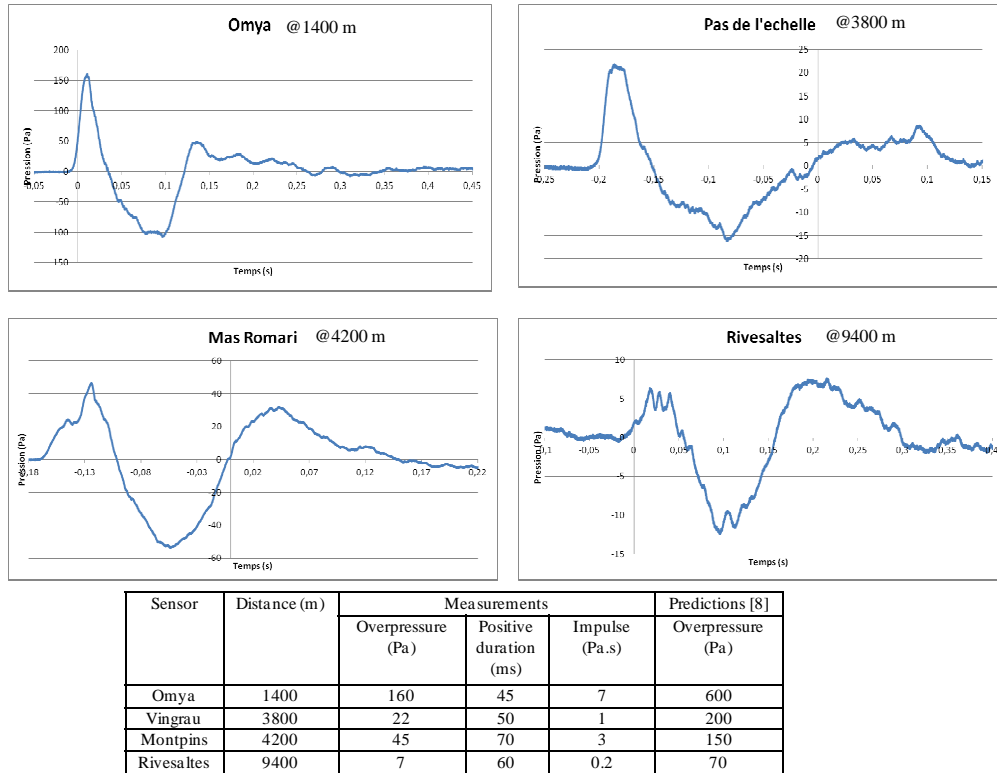 Omya @1400 m
200
150
100
50
0
-50
-100
-150
0,05 0 0,05 0,1 0,15 0,2 0,25 0,3 0,35 0,4 0,45
Pression (Pa)
Temps (s)
Pas de l'echelle @3800 m
25
20
15
10
5
0
-5
-10
-15
-20
-0,25 -0,2 -0,15 -0,1 -0,05 0 0,05 0,1 0,15
Pression (Pa)
Temps (s)
Mas Romari @4200 m
60
40
20
0
-20
-40
-60
-0,18 -0,13 -0,08 -0,03 0,02 0,07 0,12 0,17 0,22
Pression (Pa)
Temps (s)
Rivesaltes @9400 m
10
5
0
-5
-10
-15
0,1 -0,05 0 0,05 0,1 0,15 0,2 0,25 0,3 0,35 0,4
Pression (Pa)
Temps (s)
Sensor Distance (m) Measurements Predictions [8]
Overpressure (Pa) Positive duration (ms) Impulse (Pa.s) Overpressure (Pa)
Omya 1400 160 45 7 600
Vingrau 3800 22 50 1 200
Montpins 4200 45 70 3 150
Rivesaltes 9400 7 60 0.2 70